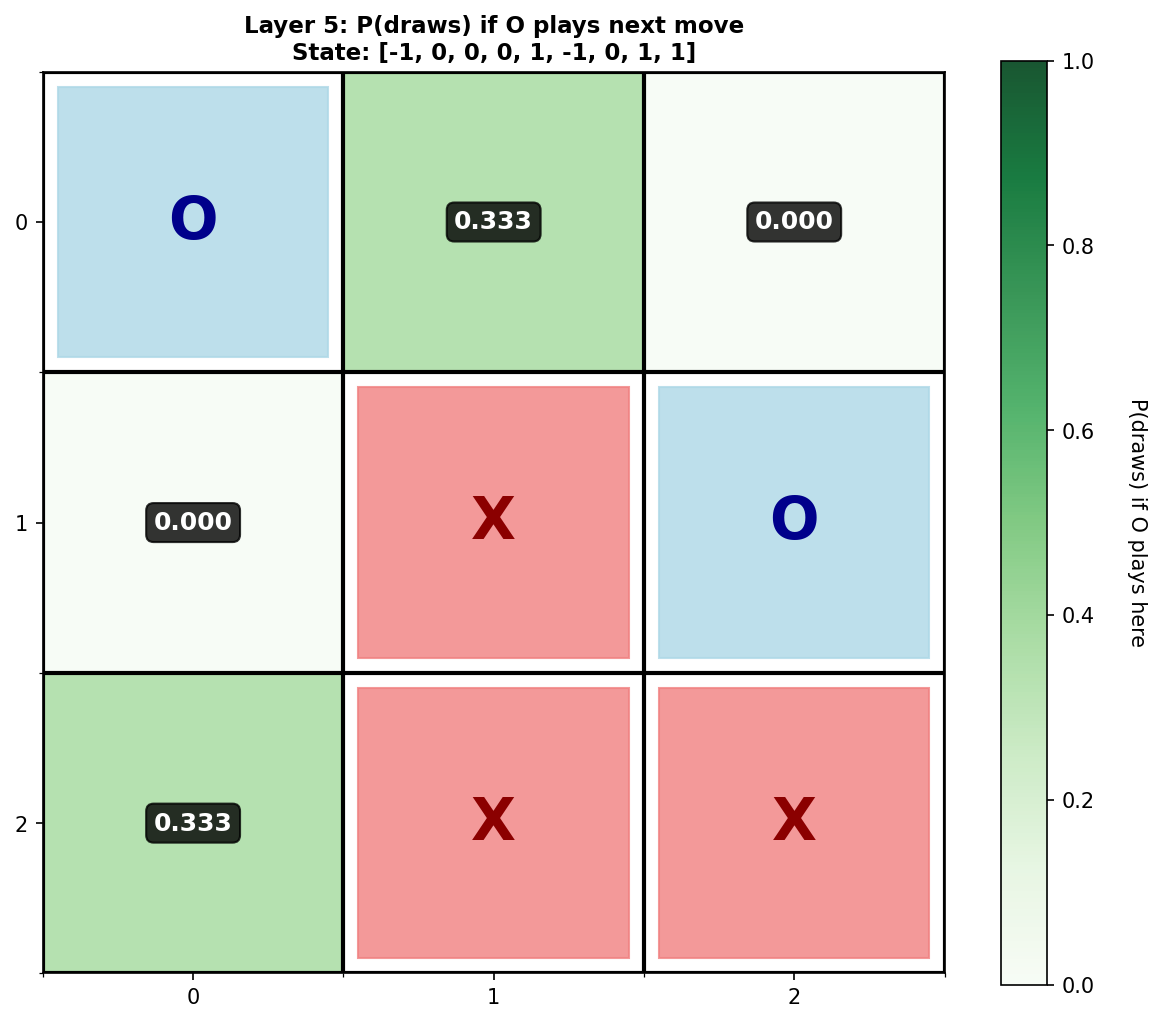 Layer 5: P(draws) if O plays next move
State: [-1, 0, 0, 0, 1, -1, 0, 1, 1]
1.0
0.8
0.6
0.4
0.2
0.0
P(draws) if O plays here
0
O
0.333
0.000
1
0.000
X
O
2
0.333
X
X
0
1
2